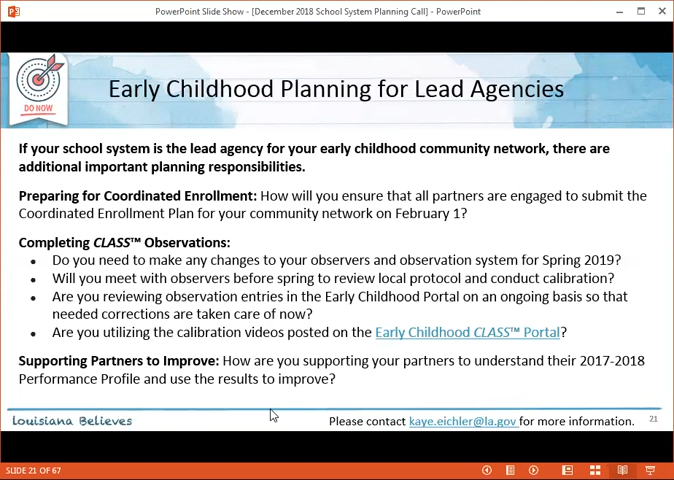 PowerPoint Slide Show - [December 2018 School System Planning Call] - PowerPoint
DO NOW
Early Childhood Planning for Lead Agencies
If your school system is the lead agency for your early childhood community network, there are
additional important planning responsibilities.
Preparing for Coordinated Enrollment: How will you ensure that all partners are engaged to submit the
Coordinated Enrollment Plan for your community network on February 1?
Completing CLASS™ Observations:
• Do you need to make any changes to your observers and observation system for Spring 2019?
• Will you meet with observers before spring to review local protocol and conduct calibration?
• Are you reviewing observation entries in the Early Childhood Portal on an ongoing basis so that
needed corrections are taken care of now?
• Are you utilizing the calibration videos posted on the Early Childhood CLASS™ Portal?
Supporting Partners to Improve: How are you supporting your partners to understand their 2017-2018
Performance Profile and use the results to improve?
Louisiana Believes
Please contact kaye.eichler@la.gov for more information.
21
SLIDE 21 OF 67